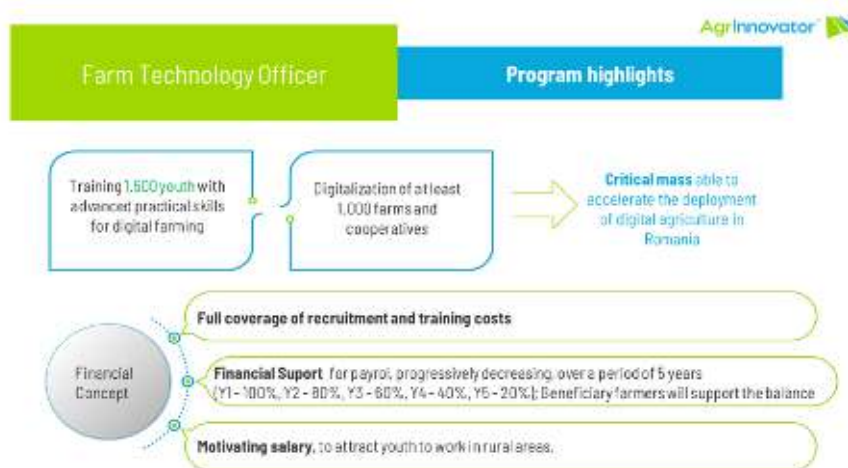 AgrInnovator
Farm Technology Officer
Program highlights
Training 1,500 youth with
advanced practical skills
for digital farming
Digitalization of at least
1,000 farms and
cooperatives
Critical mass able to
accelerate the deployment
of digital agriculture in
Romania
Financial
Concept
Full coverage of recruitment and training costs
Financial Suport for payrol, progressively decreasing, over a period of 5 years
(Y1 - 100%, Y2 - 80%, Y3 - 60%, Y4 - 40%, Y5 - 20%); Beneficiary farmers will support the balance
Motivating salary, to attract youth to work in rural areas.